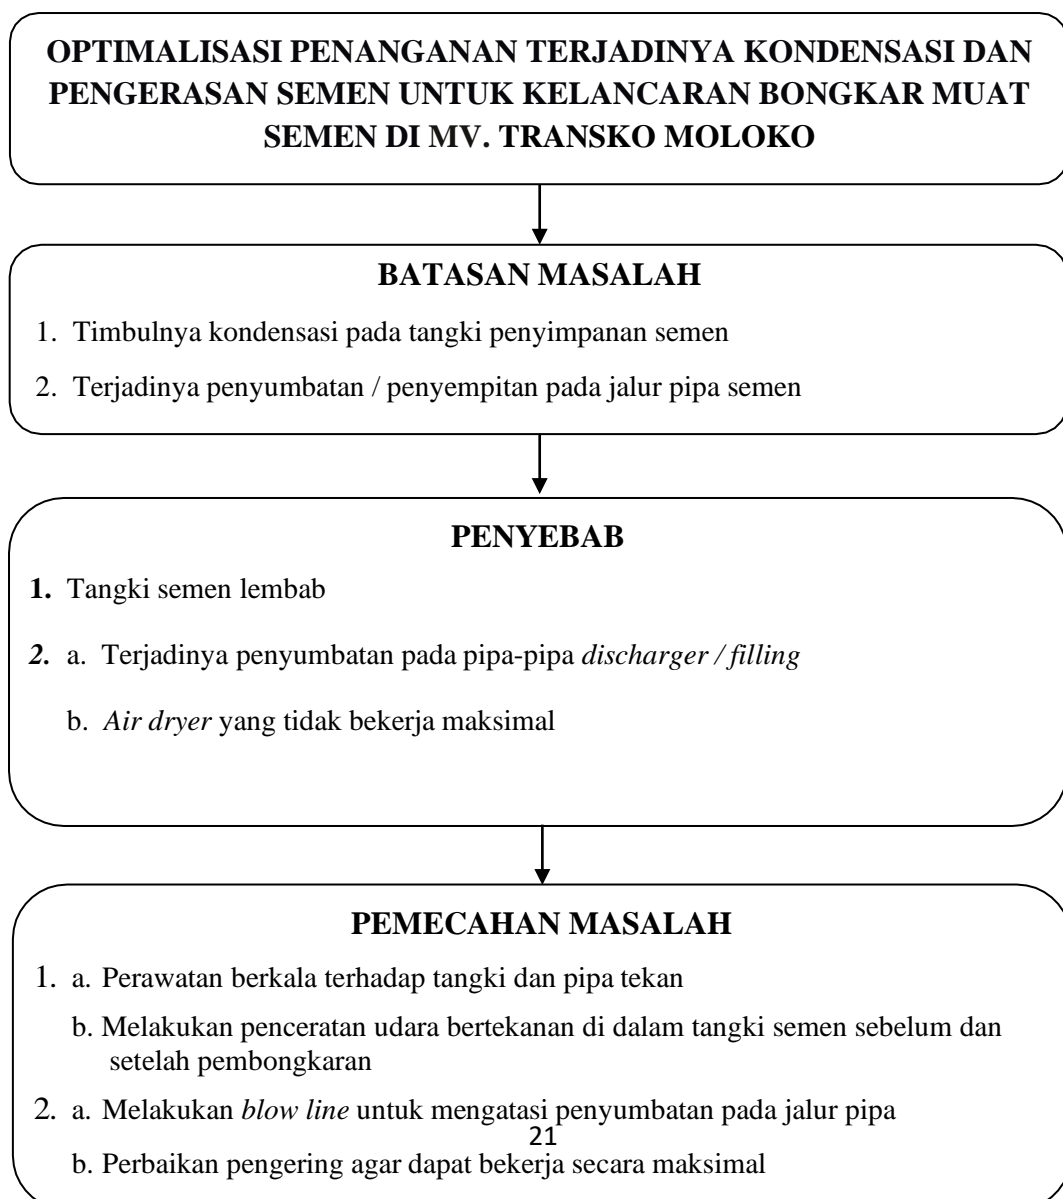 OPTIMALISASI PENANGANAN TERJADINYA KONDENSASI DAN
PENGERASAN SEMEN UNTUK KELANCARAN BONGKAR MUAT
SEMEN DI MV. TRANSKO MOLOKO
BATASAN MASALAH
1. Timbulnya kondensasi pada tangki penyimpanan semen
2. Terjadinya penyumbatan / penyempitan pada jalur pipa semen
PENYEBAB
1. Tangki semen lembab
2. a. Terjadinya penyumbatan pada pipa-pipa discharger / filling
b. Air dryer yang tidak bekerja maksimal
PEMECAHAN MASALAH
1. a. Perawatan berkala terhadap tangki dan pipa tekan
b. Melakukan penceratan udara bertekanan di dalam tangki semen sebelum dan
setelah pembongkaran
2. a. Melakukan blow line untuk mengatasi penyumbatan pada jalur pipa
21
b. Perbaikan pengering agar dapat bekerja secara maksimal